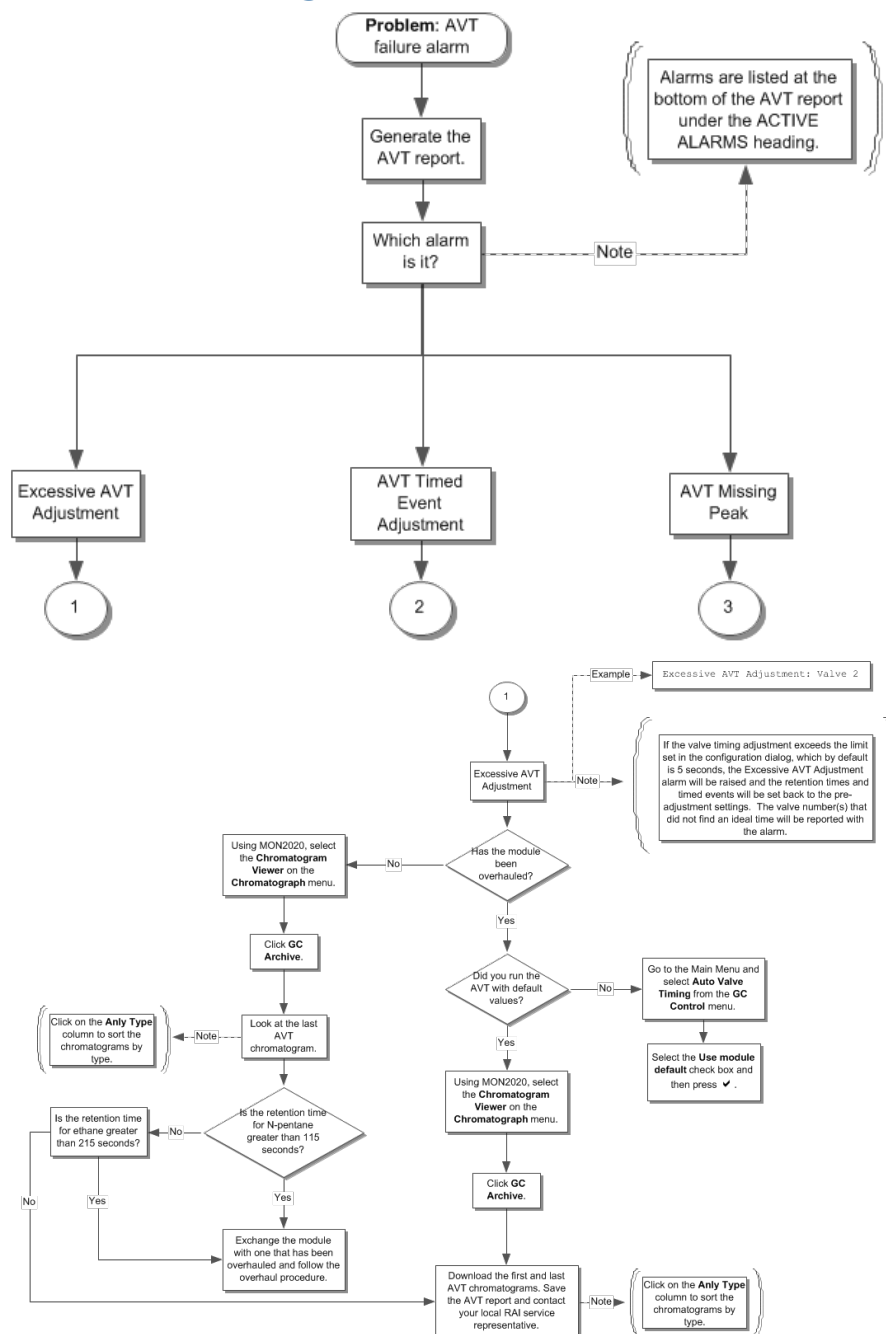 Problem: AVT
failure alarm
Alarms are listed at the
bottom of the AVT report
under the ACTIVE
ALARMS heading.
Generate the
AVT report.
Which alarm
is it?
Note
Excessive AVT
Adjustment
AVT Timed
Event
Adjustment
AVT Missing
Peak
1
2
3
1
Example
Excessive AVT Adjustment: Valve 2
Excessive AVT
Adjustment
Note
If the valve timing adjustment exceeds the limit
set in the configuration dialog, which by default
is 5 seconds, the Excessive AVT Adjustment
alarm will be raised and the retention times and
timed events will be set back to the pre-
adjustment settings. The valve number(s) that
did not find an ideal time will be reported with
the alarm.
Has the module
been
overhauled?
No
Using MON2020, select
the Chromatogram
Viewer on the
Chromatograph menu.
Yes
Click GC
Archive.
Did you run the
AVT with default
values?
No
Go to the Main Menu and
select Auto Valve
Timing from the GC
Control menu.
Click on the Anly Type
column to sort the
chromatograms by
type.
Note
Look at the last
AVT
chromatogram.
Yes
Select the Use module
default check box and
then press ✔ .
Using MON2020, select
the Chromatogram
Viewer on the
Chromatograph menu.
Is the retention time
for ethane greater
than 215 seconds?
No
Is the retention time
for N-pentane
greater than 115
seconds?
Click GC
Archive.
No
Yes
Yes
Exchange the module
with one that has been
overhauled and follow the
overhaul procedure.
Download the first and last
AVT chromatograms. Save
the AVT report and contact
your local RAI service
representative.
Note
Click on the Anly Type
column to sort the
chromatograms by
type.